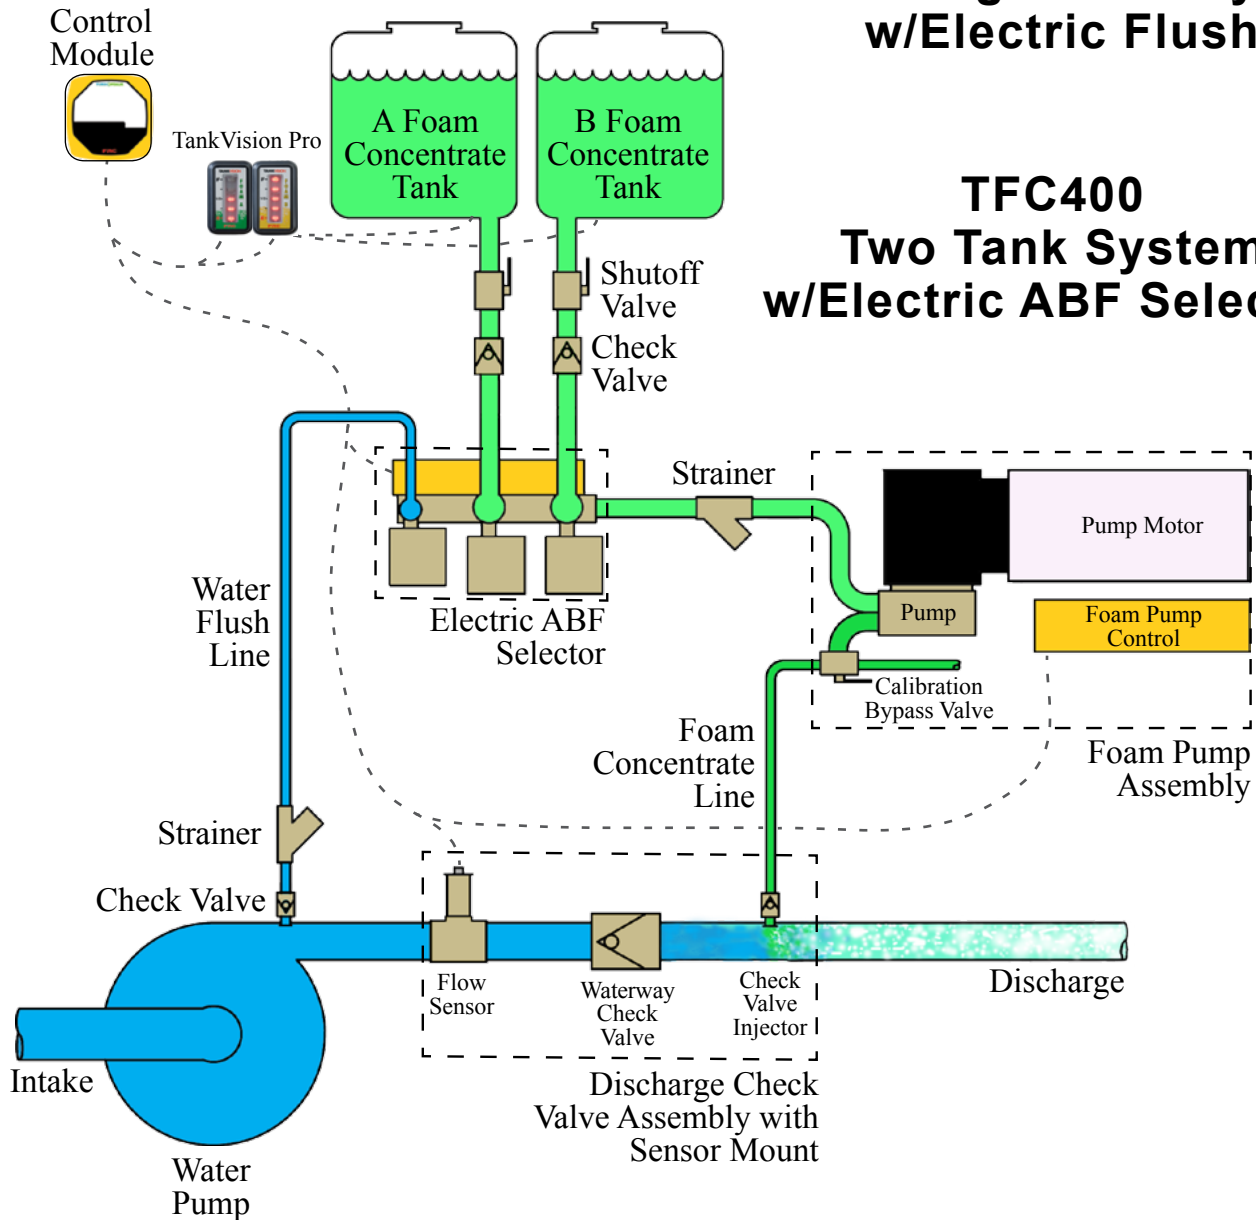 w/Electric Flush
Control
Module
TankVision Pro
A Foam
Concentrate
Tank
B Foam
Concentrate
Tank
TFC400
Two Tank System
w/Electric ABF Selec
Shutoff
Valve
Check
Valve
Strainer
Pump Motor
Water
Flush
Line
Electric ABF
Selector
Pump
Foam Pump
Control
Calibration
Bypass Valve
Foam
Concentrate
Line
Foam Pump
Assembly
Strainer
Check Valve
Flow
Sensor
Waterway
Check
Valve
Check
Valve
Injector
Discharge
Intake
Discharge Check
Valve Assembly with
Sensor Mount
Water
Pump